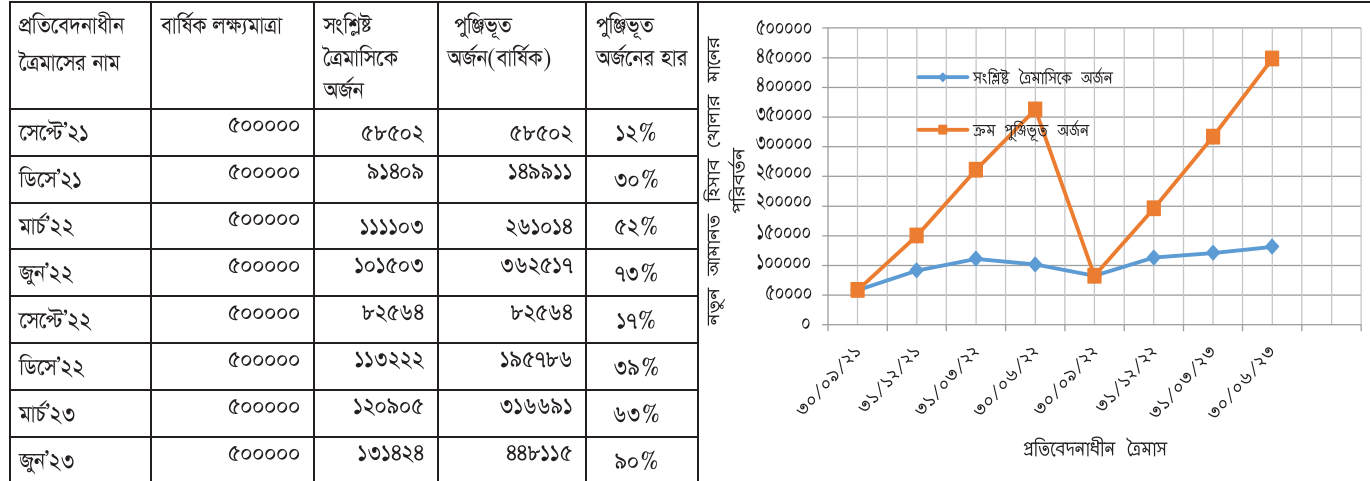 প্রতিবেদনাধীন ত্রৈমাসের নাম
বার্ষিক লক্ষ্যমাত্রা
সংশ্লিষ্ট ত্রৈমাসিকে অর্জন
পুঞ্জিভূত অর্জন(বার্ষিক)
পুঞ্জিভূত অর্জনের হার
সেপ্টে'২১ ৫০০০০০ ৫৮৫০২ ৫৮৫০২ ১২%
ডিসে'২১ ৫০০০০০ ৯১৪০৯ ১৪৯৯১১ ৩০%
মার্চ'২২ ৫০০০০০ ১১১১০৩ ২৬১০১৪ ৫২%
জুন'২২ ৫০০০০০ ১০১৫০৩ ৩৬২৫১৭ ৭৩%
সেপ্টে'২২ ৫০০০০০ ৮২৫৬৪ ৮২৫৬৪ ১৭%
ডিসে'২২ ৫০০০০০ ১১৩২২২ ১৯৫৭৮৬ ৩৯%
মার্চ'২৩ ৫০০০০০ ১২০৯০৫ ৩১৬৬৯১ ৬৩%
জুন'২৩ ৫০০০০০ ১৩১৪২৪ ৪৪৮১১৫ ৯০%
নতুন আমানত হিসাব খোলার মানের
পরিবর্তন
৫০০০০০
৪৫০০০০
৪০০০০০
৩৫০০০০
৩০০০০০
২৫০০০০
২০০০০০
১৫০০০০
১০০০০০
৫০০০০
০
সংশ্লিষ্ট ত্রৈমাসিকে অর্জন
ক্রম পুঞ্জিভূত অর্জন
৩০/০৯/২১
৩১/১২/২১
৩১/০৩/২২
৩০/০৬/২২
৩০/০৯/২২
৩১/১২/২২
৩১/০৩/২৩
৩০/০৬/২৩
প্রতিবেদনাধীন ত্রৈমাস